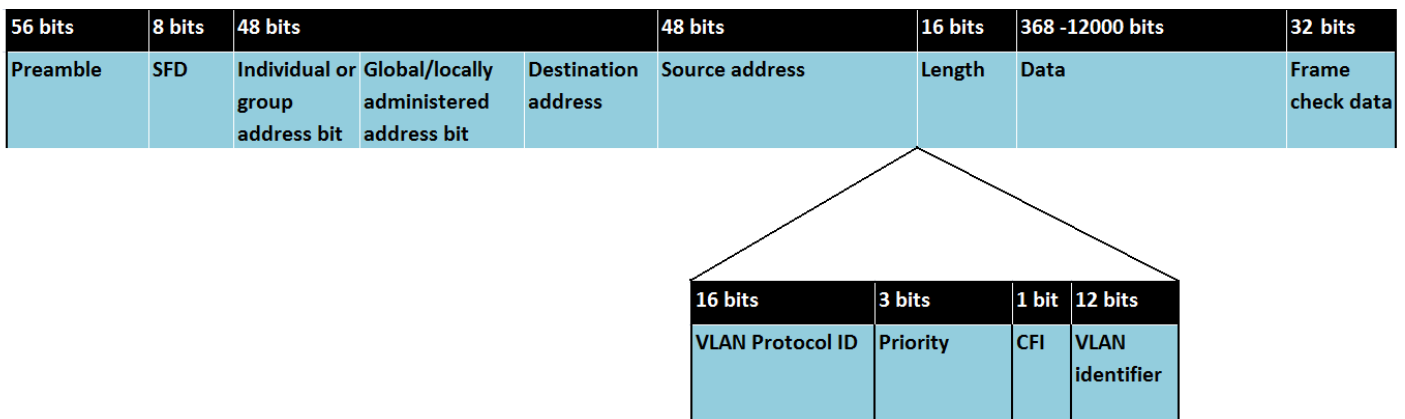 56 bits 8 bits 48 bits 48 bits 16 bits 368 -12000 bits 32 bits
Preamble SFD Individual or Global/locally Destination Source address Length Data Frame
group administered address check data
address bit address bit
16 bits 3 bits 1 bit 12 bits
VLAN Protocol ID Priority CFI VLAN
identifier